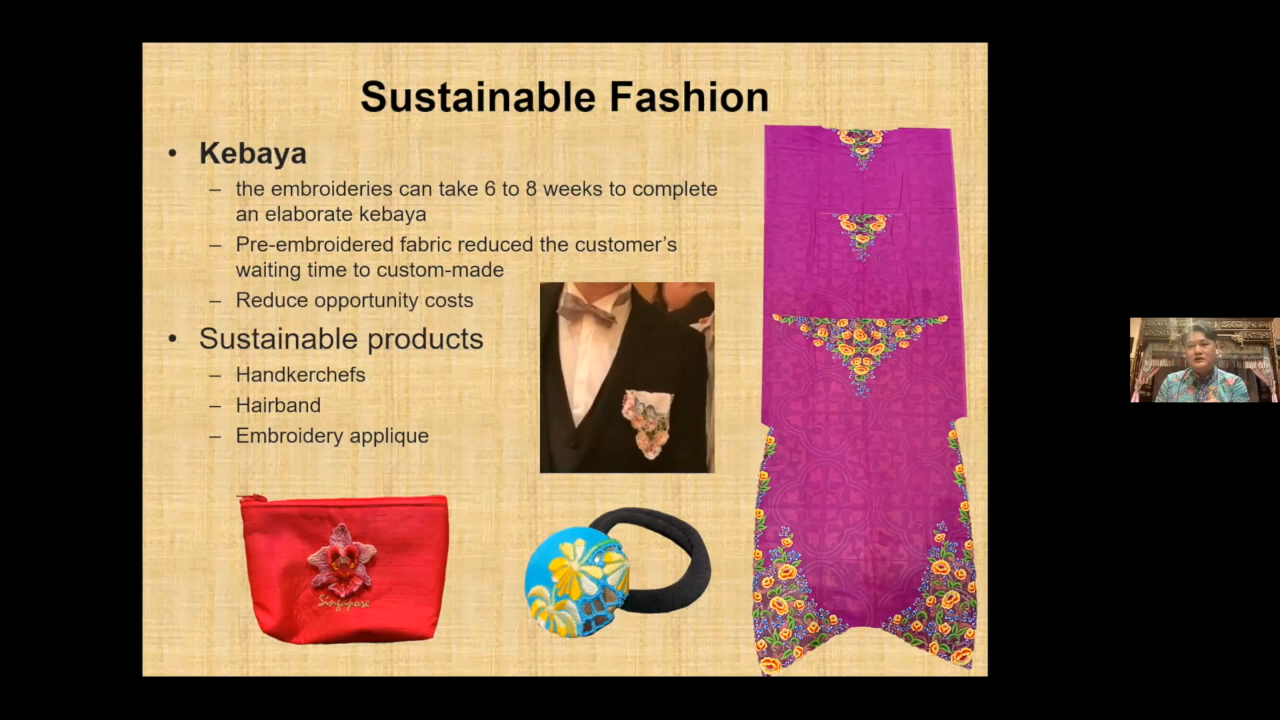 Sustainable Fashion
• Kebaya
– the embroideries can take 6 to 8 weeks to complete
an elaborate kebaya
– Pre-embroidered fabric reduced the customer's
waiting time to custom-made
– Reduce opportunity costs
• Sustainable products
– Handkerchefs
– Hairband
– Embroidery applique
Singapore